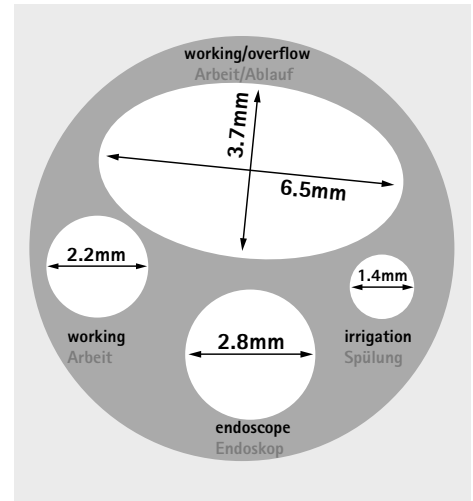 working/overflow
Arbeit/Ablauf
3.7mm
6.5mm
2.2mm
1.4mm
working
Arbeit
2.8mm
irrigation
Spülung
endoscope
Endoskop